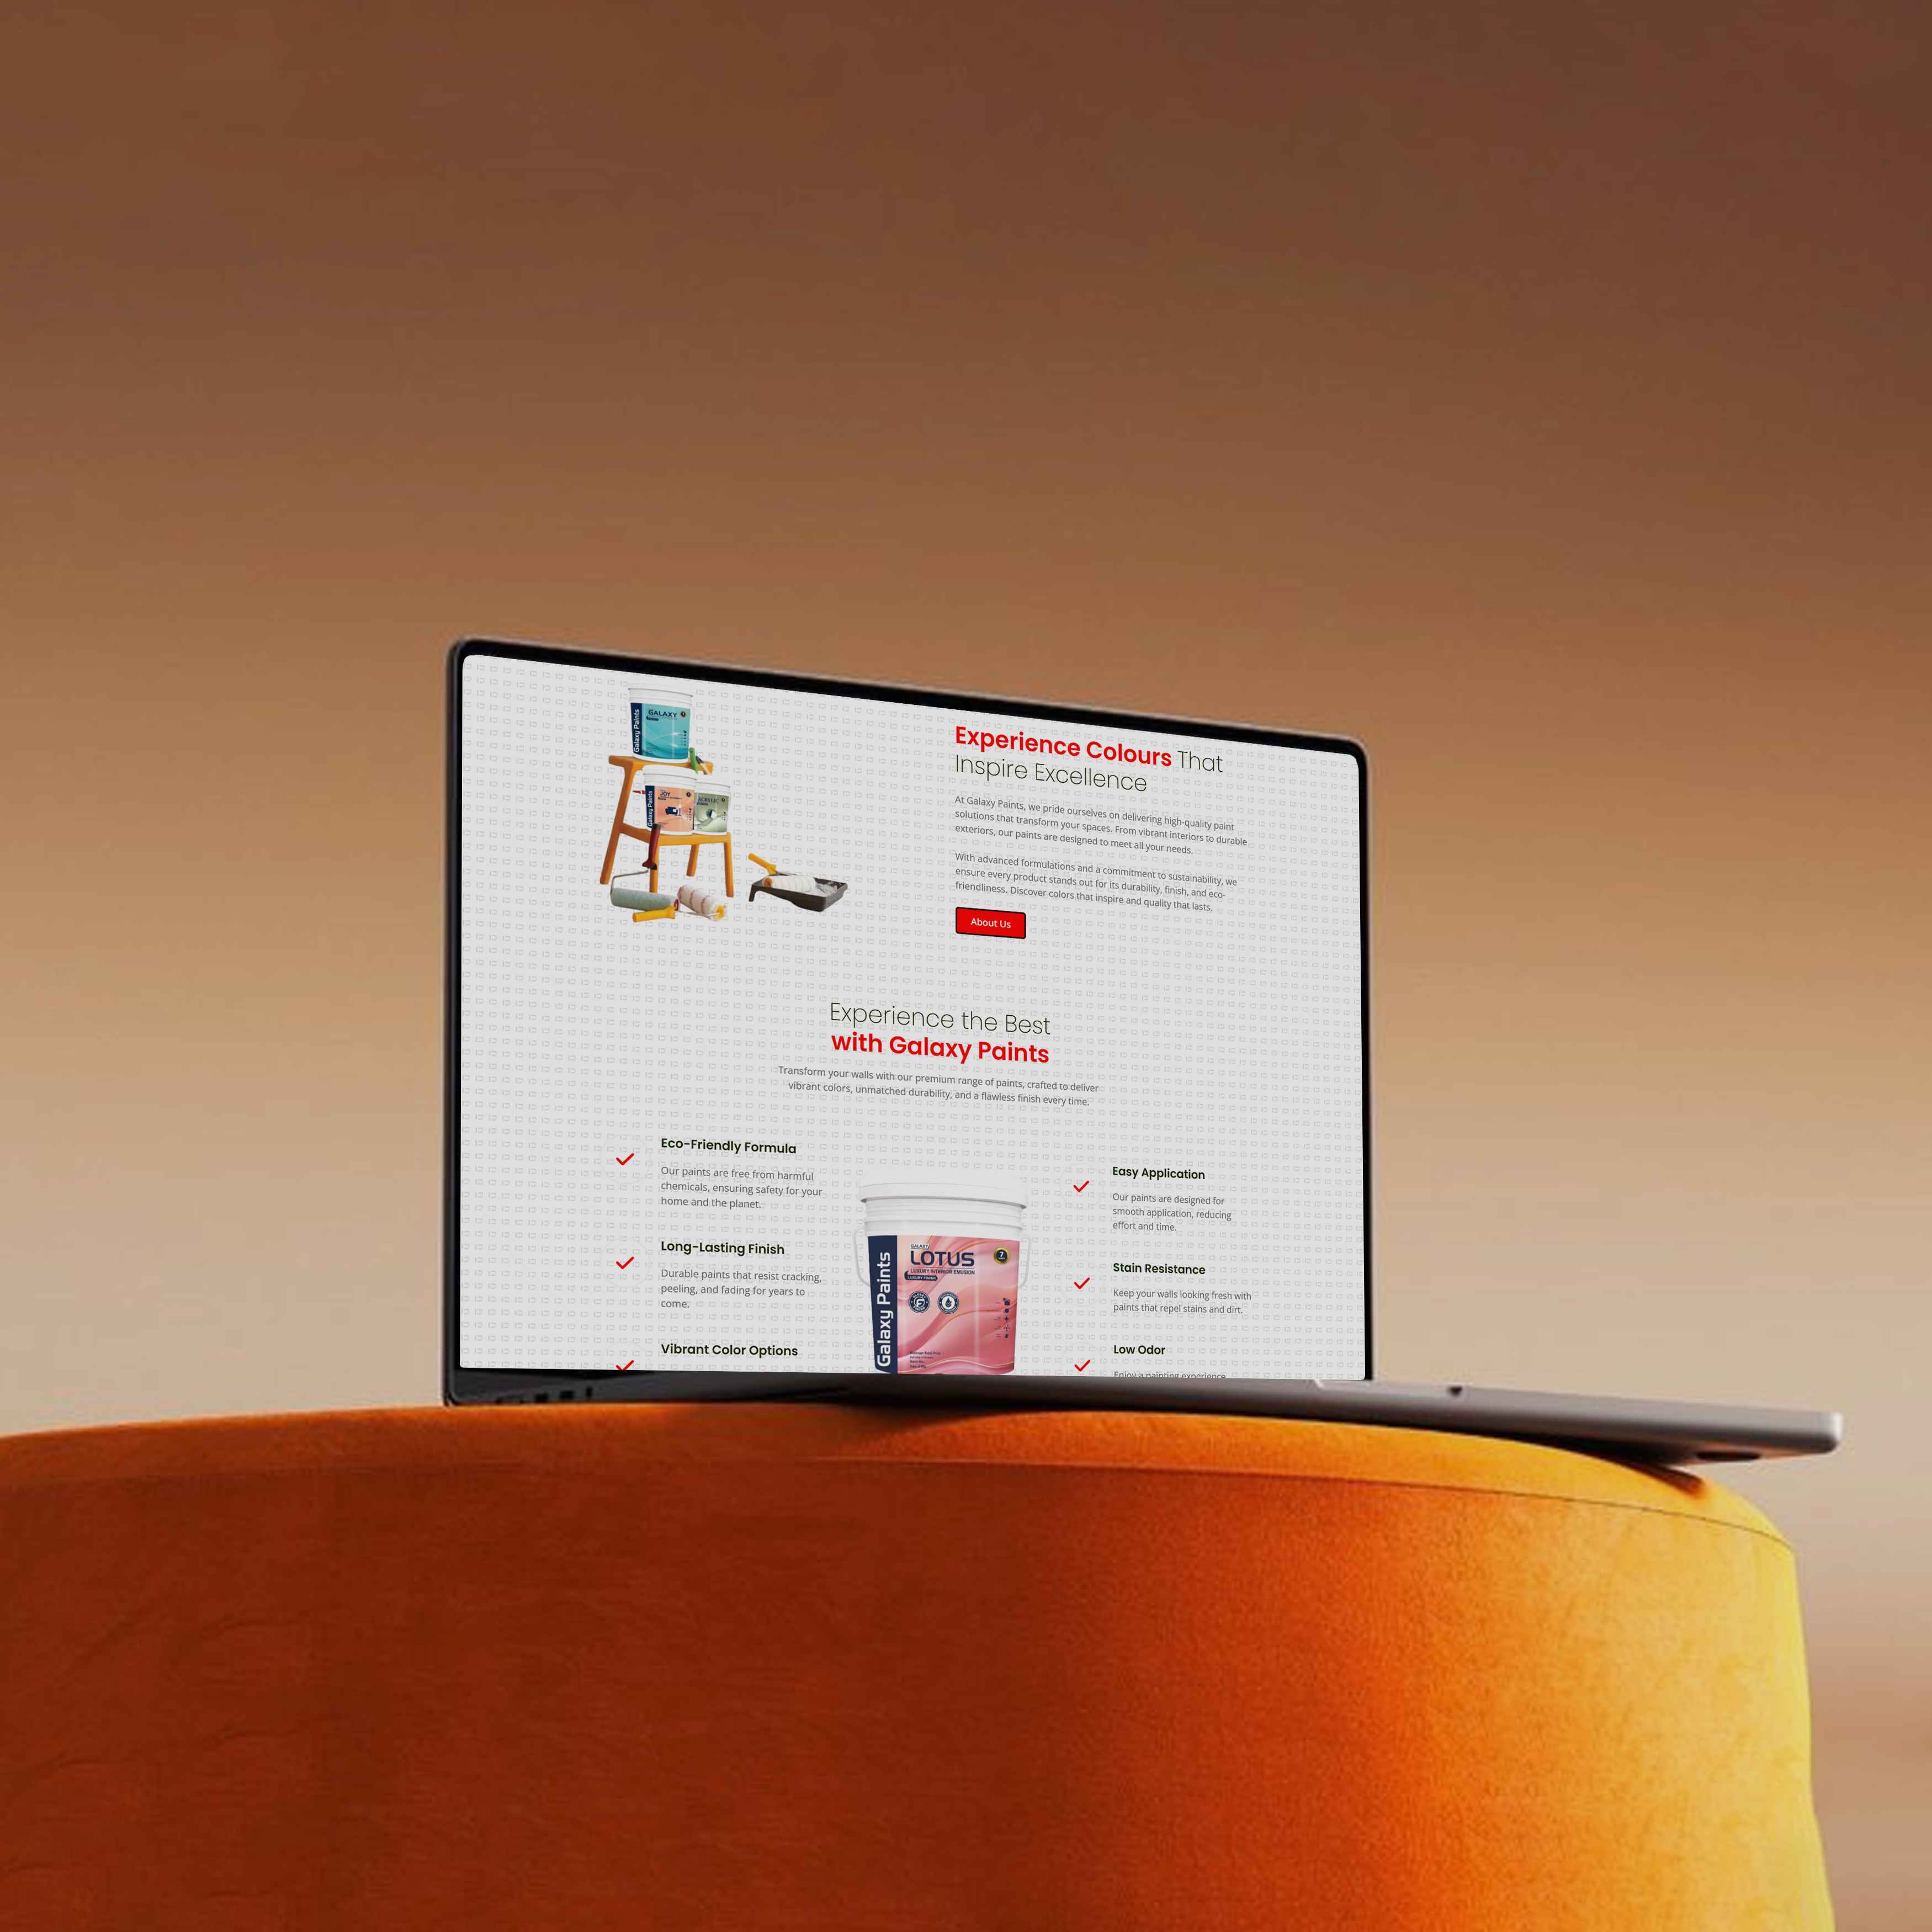 Galaxy Paints
GALAXY
Galaxy Paints
JOY
ACRYLIC
Experience Colours That
Inspire Excellence
At Galaxy Paints, we pride ourselves on delivering high-quality paint
solutions that transform your spaces. From vibrant interiors to durable
exteriors, our paints are designed to meet all your needs.
With advanced formulations and a commitment to sustainability, we
ensure every product stands out for its durability, finish, and eco-
friendliness. Discover colors that inspire and quality that lasts.
About Us
Experience the Best
with Galaxy Paints
Transform your walls with our premium range of paints, crafted to deliver
vibrant colors, unmatched durability, and a flawless finish every time.
Eco-Friendly Formula
Our paints are free from harmful
chemicals, ensuring safety for your
home and the planet.
Long-Lasting Finish
Durable paints that resist cracking,
peeling, and fading for years to
come.
Vibrant Color Options
Galaxy Paints
GALAXY
LOTUS
LUXURY INTERIOR EMUSION
LUXURY FINISH
7
Easy Application
Our paints are designed for
smooth application, reducing
effort and time.
Stain Resistance
Keep your walls looking fresh with
paints that repel stains and dirt.
Low Odor
Enjoy a painting experience